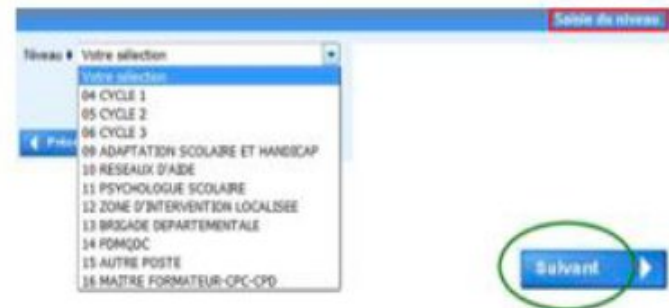 Saisie du niveau
Niveau Votre sélection
Votre sélection
04 CYCLE 1
05 CYCLE 2
06 CYCLE 3
09 ADAPTATION SCOLAIRE ET HANDICAP
10 RESEAUX D'AIDE
11 PSYCHOLOGUE SCOLAIRE
12 ZONE D'INTERVENTION LOCALISEE
13 BRIGADE DEPARTEMENTALE
14 PDMQDC
15 AUTRE POSTE
16 MAITRE FORMATEUR-CPC-CPD
Suivant